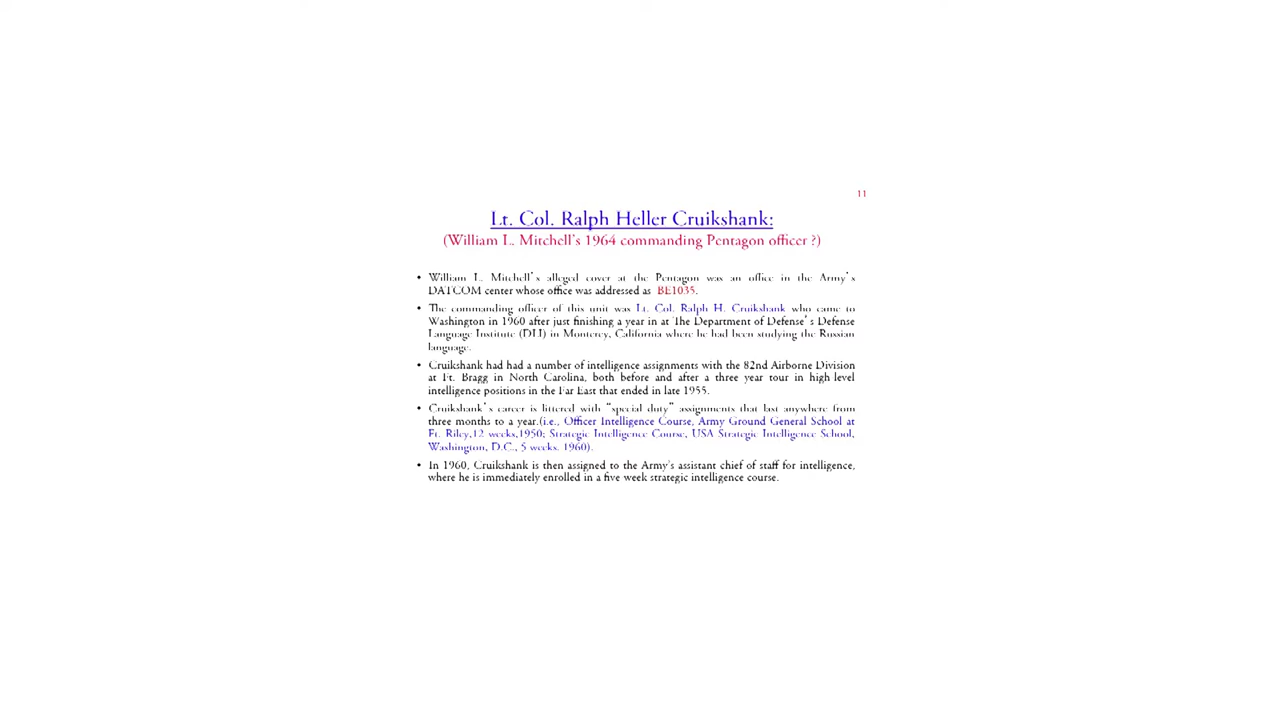 11
Lt. Col. Ralph Heller Cruikshank:
(William L. Mitchell's 1964 commanding Pentagon officer ?)
• William L. Mitchell's alleged cover at the Pentagon was an office in the Army's
DATCOM center whose office was addressed as BE1035.
• The commanding officer of this unit was Lt. Col. Ralph H. Cruikshank who came to
Washington in 1960 after just finishing a year in at The Department of Defense's Defense
Language Institute (DLI) in Monterey, California where he had been studying the Russian
language.
• Cruikshank had had a number of intelligence assignments with the 82nd Airborne Division
at Ft. Bragg in North Carolina, both before and after a three year tour in high-level
intelligence positions in the Far East that ended in late 1955.
• Cruikshank's career is littered with "special duty" assignments that last anywhere from
three months to a year.(i.e., Officer Intelligence Course, Army Ground General School at
Ft. Riley,12 weeks,1950; Strategic Intelligence Course, USA Strategic Intelligence School,
Washington, D.C., 5 weeks. 1960).
• In 1960, Cruikshank is then assigned to the Army's assistant chief of staff for intelligence,
where he is immediately enrolled in a five week strategic intelligence course.